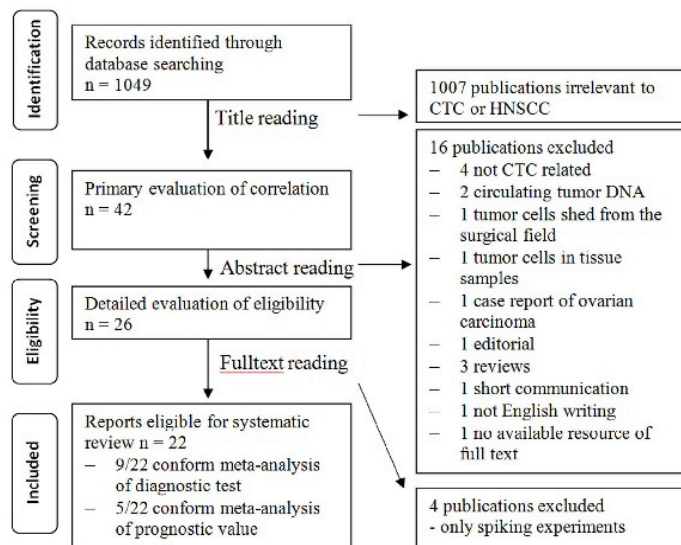 Identification
Records identified through
database searching
n = 1049
Title reading
1007 publications irrelevant to
CTC or HNSCC
Screening
Primary evaluation of correlation
n = 42
Abstract reading
16 publications excluded
– 4 not CTC related
– 2 circulating tumor DNA
– 1 tumor cells shed from the
surgical field
– 1 tumor cells in tissue
samples
– 1 case report of ovarian
carcinoma
– 1 editorial
– 3 reviews
– 1 short communication
– 1 not English writing
– 1 no available resource of
full text
Eligibility
Detailed evaluation of eligibility
n = 26
Fulltext reading
4 publications excluded
- only spiking experiments
Included
Reports eligible for systematic
review n = 22
– 9/22 conform meta-analysis
of diagnostic test
– 5/22 conform meta-analysis
of prognostic value